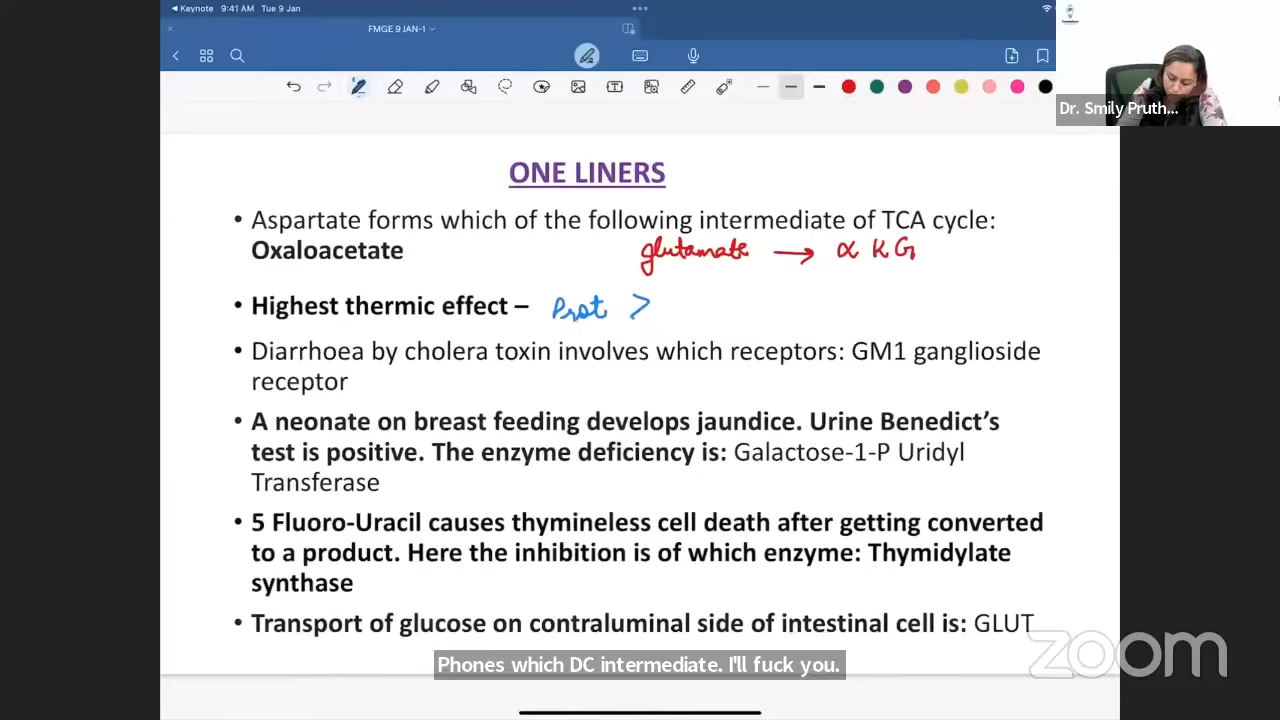 Keynote 9:41 AM Tue 9 Jan
FMGE 9 JAN-1
Dr. Smily Pruth...
ONE LINERS
• Aspartate forms which of the following intermediate of TCA cycle:
Oxaloacetate glutamate → α KG
• Highest thermic effect – Prot >
• Diarrhoea by cholera toxin involves which receptors: GM1 ganglioside
receptor
• A neonate on breast feeding develops jaundice. Urine Benedict's
test is positive. The enzyme deficiency is: Galactose-1-P Uridyl
Transferase
• 5 Fluoro-Uracil causes thymineless cell death after getting converted
to a product. Here the inhibition is of which enzyme: Thymidylate
synthase
• Transport of glucose on contraluminal side of intestinal cell is: GLUT
zoom
Phones which DC intermediate. I'll fuck you.